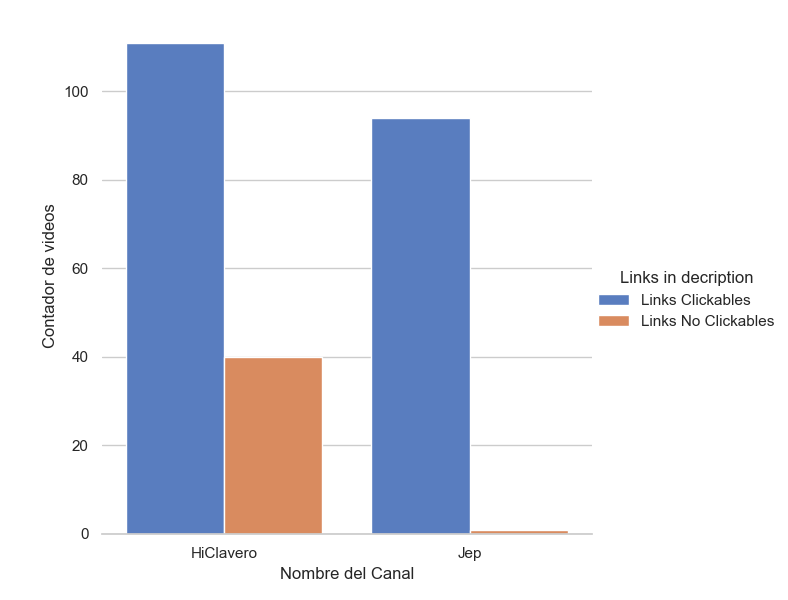 100
80
60
40
20
0
Contador de videos
HiClavero
Jep
Nombre del Canal
Links in decription
Links Clickables
Links No Clickables